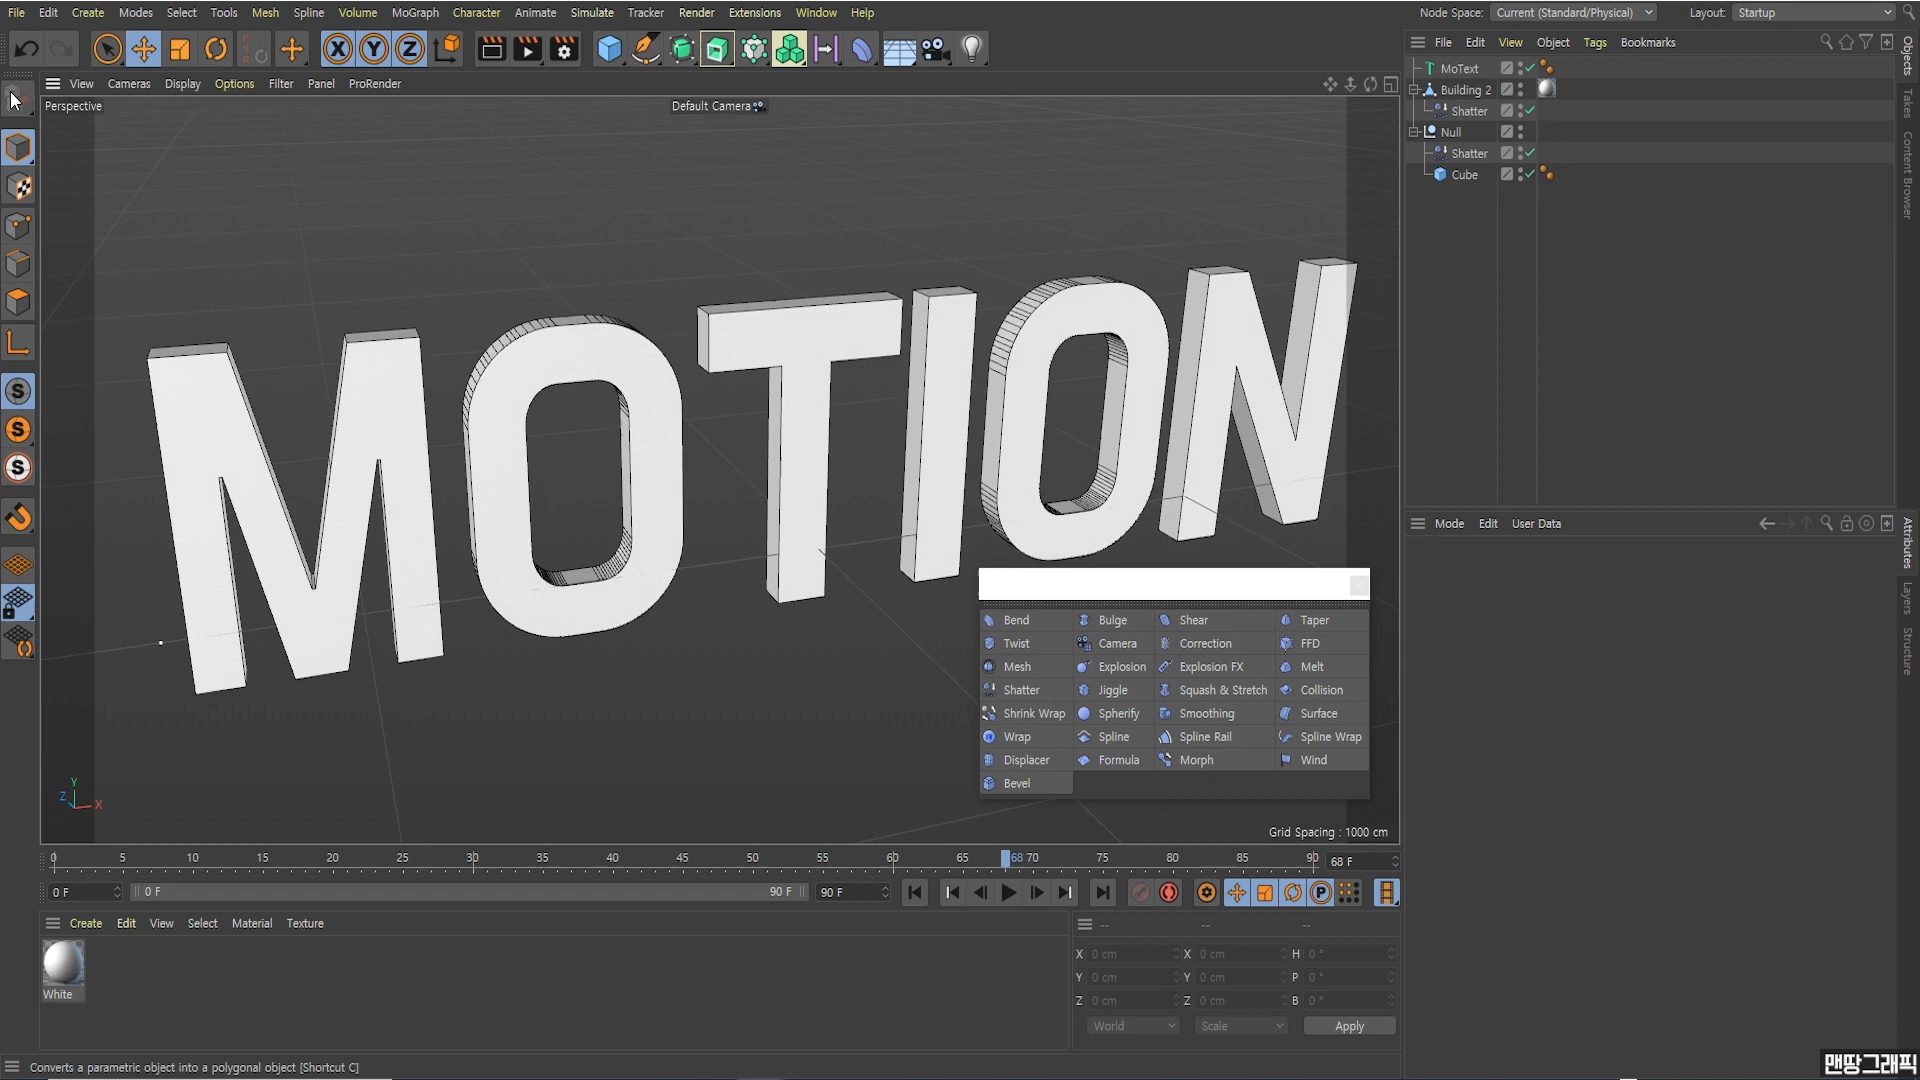 File Edit Create Modes Select Tools Mesh Spline Volume MoGraph Character Animate Simulate Tracker Render Extensions Window Help
Node Space: Current (Standard/Physical) Layout: Startup
File Edit View Object Tags Bookmarks
View Cameras Display Options Filter Panel ProRender
Perspective
Default Camera
MoText
Building 2
Shatter
Null
Shatter
Cube
Objects
Takes
Content Browser
MOTION
Mode Edit User Data
Attributes
Layers
Structure
Bend Bulge Shear Taper
Twist Camera Correction FFD
Mesh Explosion Explosion FX Melt
Shatter Jiggle Squash & Stretch Collision
Shrink Wrap Spherify Smoothing Surface
Wrap Spline Spline Rail Spline Wrap
Displacer Formula Morph Wind
Bevel
Y
Z X
Grid Spacing : 1000 cm
0 5 10 15 20 25 30 35 40 45 50 55 60 65 68 70 75 80 85 90 68 F
0 F 0 F 90 F 90 F
Create Edit View Select Material Texture
White
-- -- --
X 0 cm X 0 cm H 0 °
Y 0 cm Y 0 cm P 0 °
Z 0 cm Z 0 cm B 0 °
World Scale Apply
Converts a parametric object into a polygonal object [Shortcut C]
맨땅그래픽